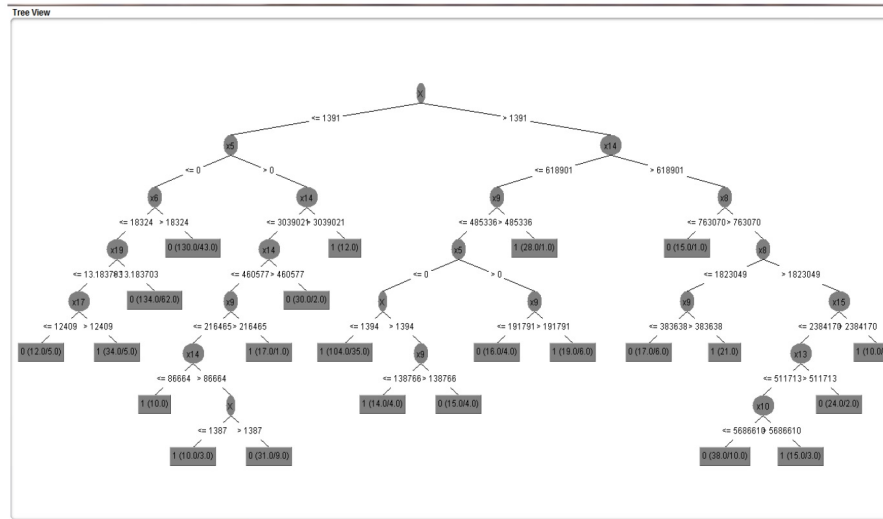 Tree View
X
<= 1391 > 1391
x5 x14
<= 0 > 0 <= 618901 > 618901
x6 x14 x9 x8
<= 18324 > 18324 <= 3039021 > 3039021 <= 485336 > 485336 <= 763070 > 763070
x19 0 (130.0/43.0) x14 1 (12.0) x5 1 (28.0/1.0) 0 (15.0/1.0) x8
<= 13.183703 > 13.183703 <= 460577 > 460577 <= 0 > 0 <= 1823049 > 1823049
x17 0 (134.0/62.0) x9 0 (30.0/2.0) X x9 x9 x15
<= 12409 > 12409 <= 216465 > 216465 <= 1394 > 1394 <= 191791 > 191791 <= 383638 > 383638 <= 2384170 > 2384170
0 (12.0/5.0) 1 (34.0/5.0) x14 1 (17.0/1.0) 1 (104.0/35.0) x9 0 (16.0/4.0) 1 (19.0/6.0) 0 (17.0/6.0) 1 (21.0) x13 1 (10.0/
<= 86664 > 86664 <= 138766 > 138766 <= 511713 > 511713
1 (10.0) X 1 (14.0/4.0) 0 (15.0/4.0) x10 0 (24.0/2.0)
<= 1387 > 1387 <= 5686610 > 5686610
1 (10.0/3.0) 0 (31.0/9.0) 0 (38.0/10.0) 1 (15.0/3.0)